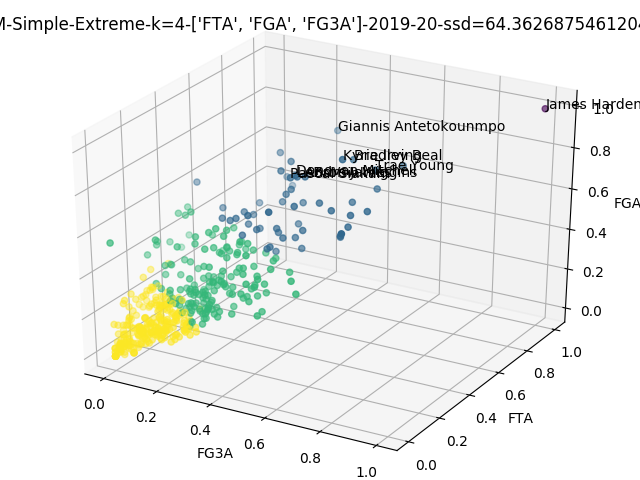 M-Simple-Extreme-k=4-['FTA', 'FGA', 'FG3A']-2019-20-ssd=64.3626875461204
James Harden
Giannis Antetokounmpo
Bradley Beal
Trae Young
1.0
0.8
0.6
0.4
0.2
0.0
FGA
0.0
0.2
0.4
0.6
0.8
1.0
FG3A
0.0
0.2
0.4
0.6
0.8
1.0
FTA